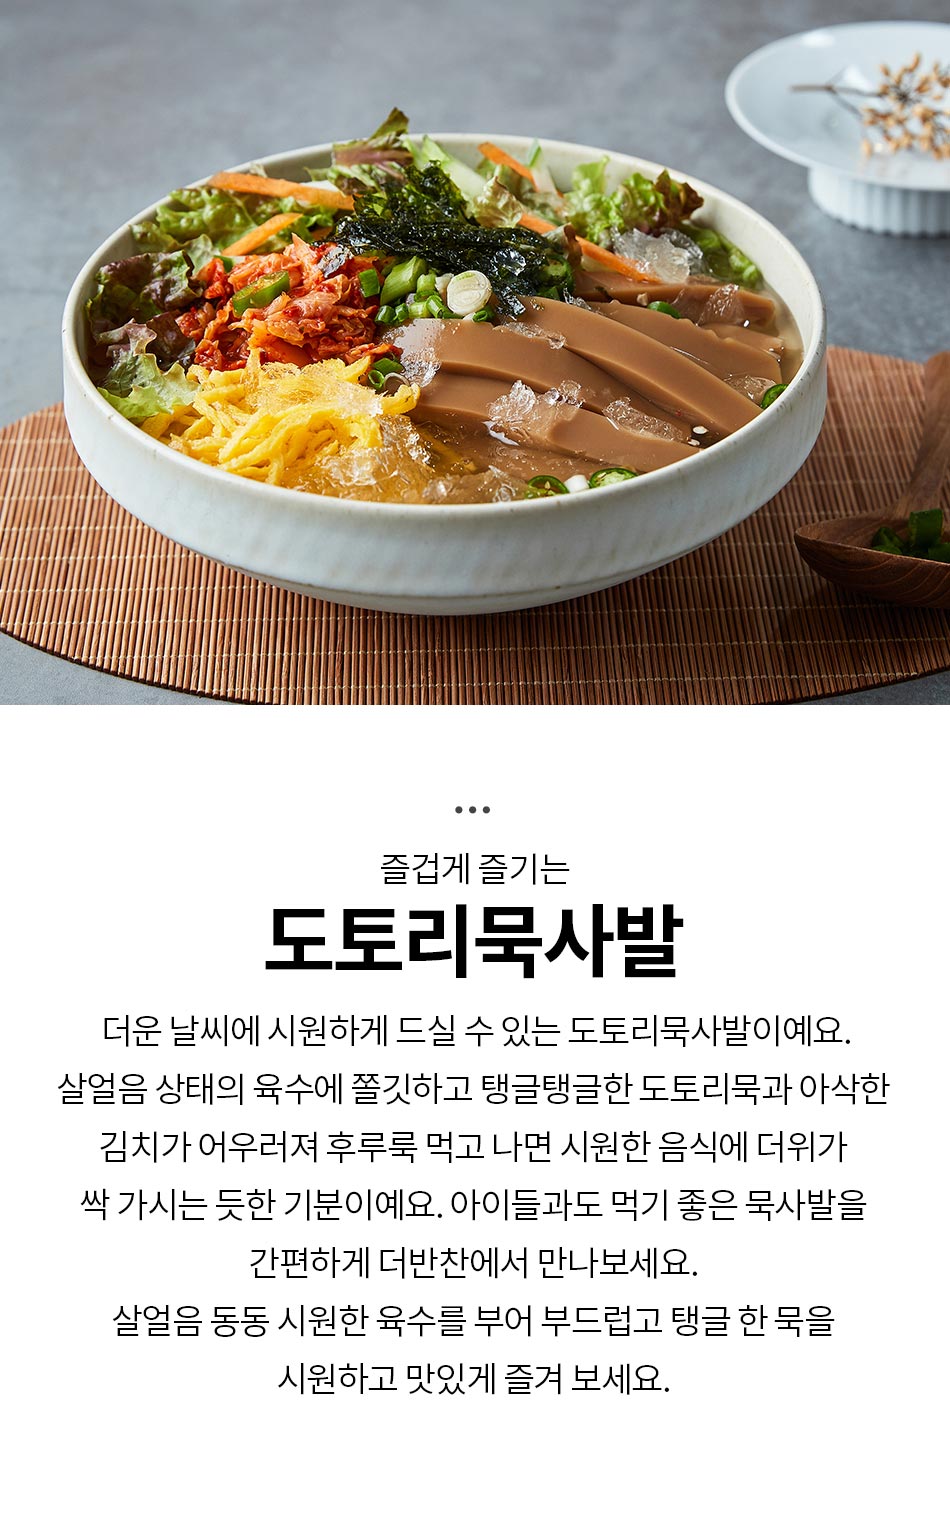 즐겁게 즐기는
도토리묵사발
더운 날씨에 시원하게 드실 수 있는 도토리묵사발이예요.
살얼음 상태의 육수에 쫄깃하고 탱글탱글한 도토리묵과 아삭한
김치가 어우러져 후루룩 먹고 나면 시원한 음식에 더위가
싹 가시는 듯한 기분이예요. 아이들과도 먹기 좋은 묵사발을
간편하게 더반찬에서 만나보세요.
살얼음 동동 시원한 육수를 부어 부드럽고 탱글 한 묵을
시원하고 맛있게 즐겨 보세요.